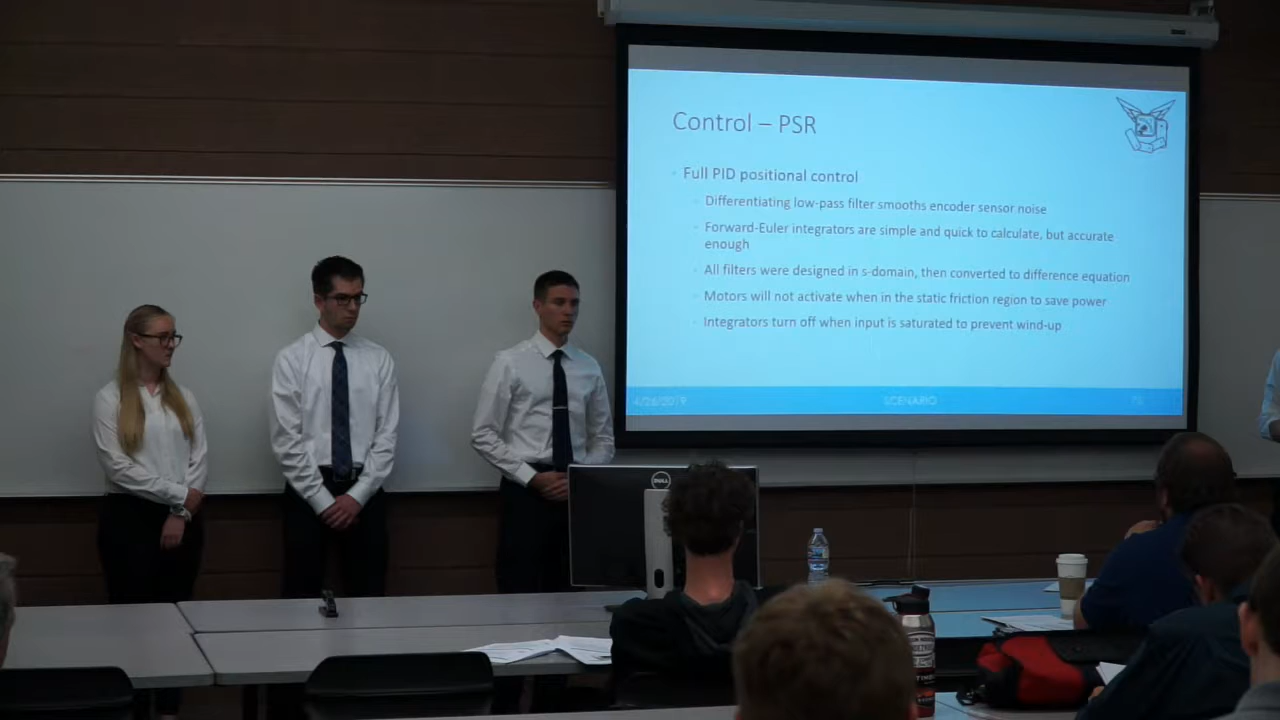 Control – PSR
Full PID positional control
Differentiating low-pass filter smooths encoder sensor noise
Forward-Euler integrators are simple and quick to calculate, but accurate
enough
All filters were designed in s-domain, then converted to difference equation
Motors will not activate when in the static friction region to save power
Integrators turn off when input is saturated to prevent wind-up
4/26/2019
SCENARIO
DELL